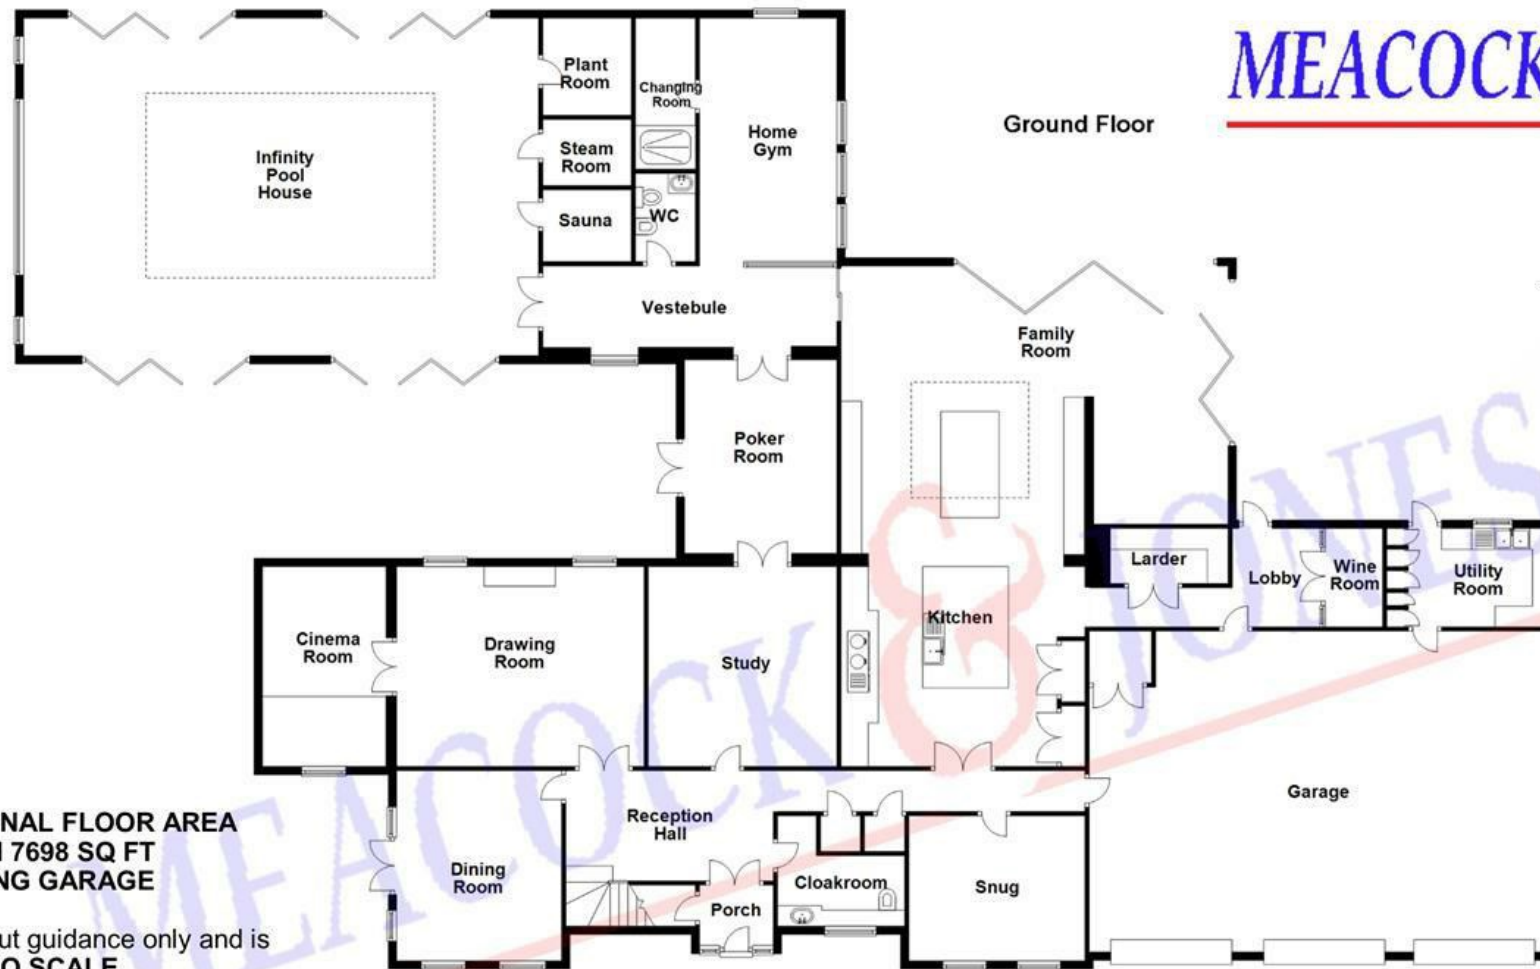 MEACOCK
Ground Floor
Infinity
Pool
House
Plant
Room
Changing
Room
Steam
Room
Home
Gym
Sauna
WC
Vestebule
Family
Room
Poker
Room
Larder
Lobby
Wine
Room
Utility
Room
Kitchen
Cinema
Room
Drawing
Room
Study
Garage
Reception
Hall
Dining
Room
Cloakroom
Snug
Porch
NAL FLOOR AREA
7698 SQ FT
NG GARAGE
ut guidance only and is
O SCALE
MEACOCK & JONES